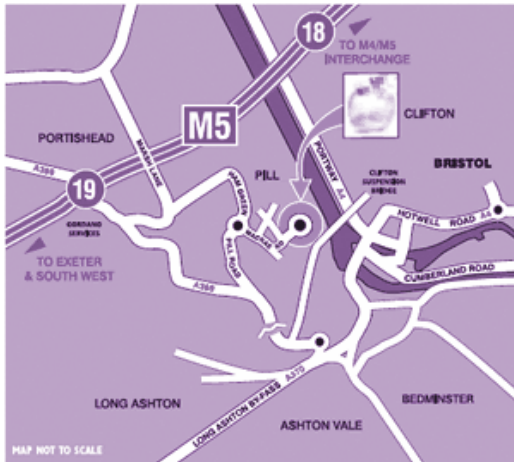 18
TO M4/M5
INTERCHANGE
M5
CLIFTON
PORTISHEAD
MARSH LANE
PORTWAY A4
PILL
CLIFTON
SUSPENSION
BRIDGE
BRISTOL
A369
19
GORDANO
SERVICES
HAM GREEN
HOTWELL ROAD A4
PILL ROAD
TO EXETER
& SOUTH WEST
A369
CUMBERLAND ROAD
LONG ASHTON
LONG ASHTON BY-PASS A370
BEDMINSTER
ASHTON VALE
MAP NOT TO SCALE